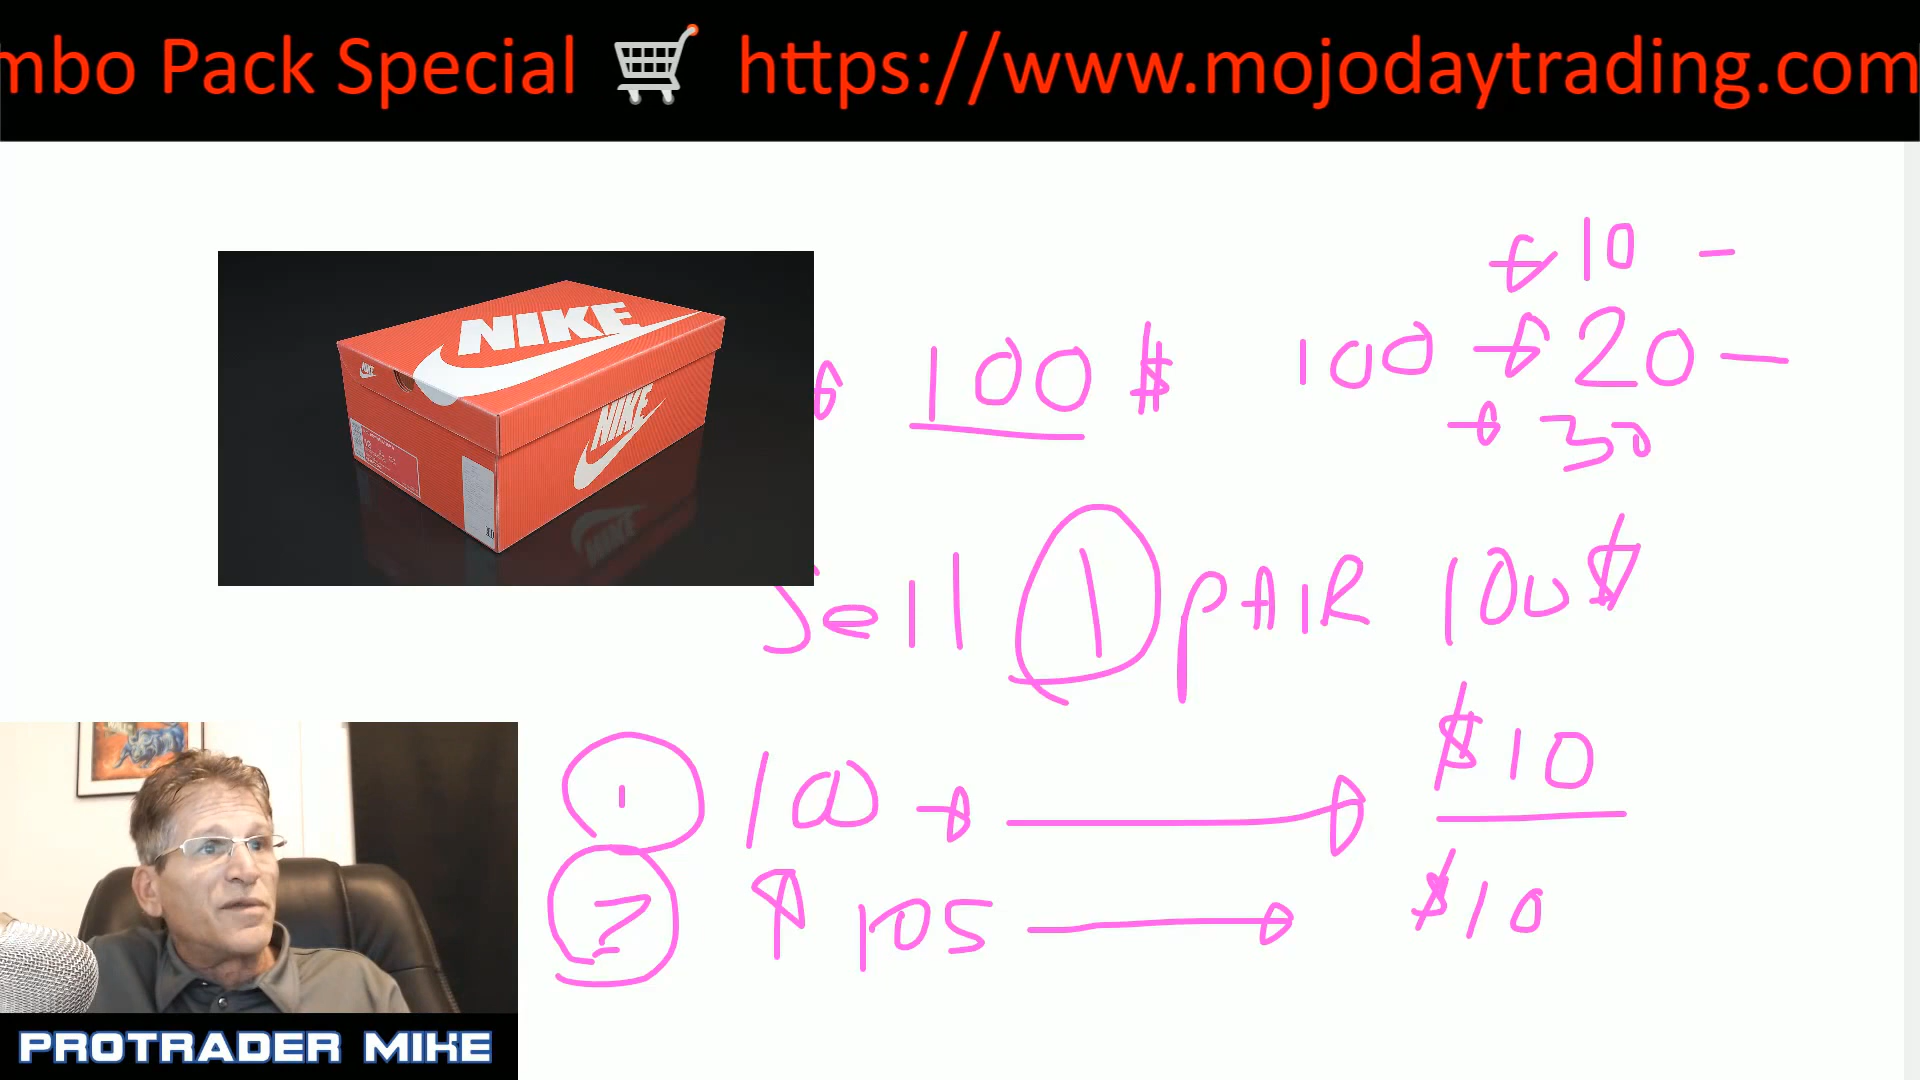 mbo Pack Special https://www.mojodaytrading.com
→ 10 -
100 $ 100 → 20 —
→ 30
NIKE
NIKE
Sell 1 PAIR 100$
1 100 → → $10
2 ↑ 105 → $10
PROTRADER MIKE